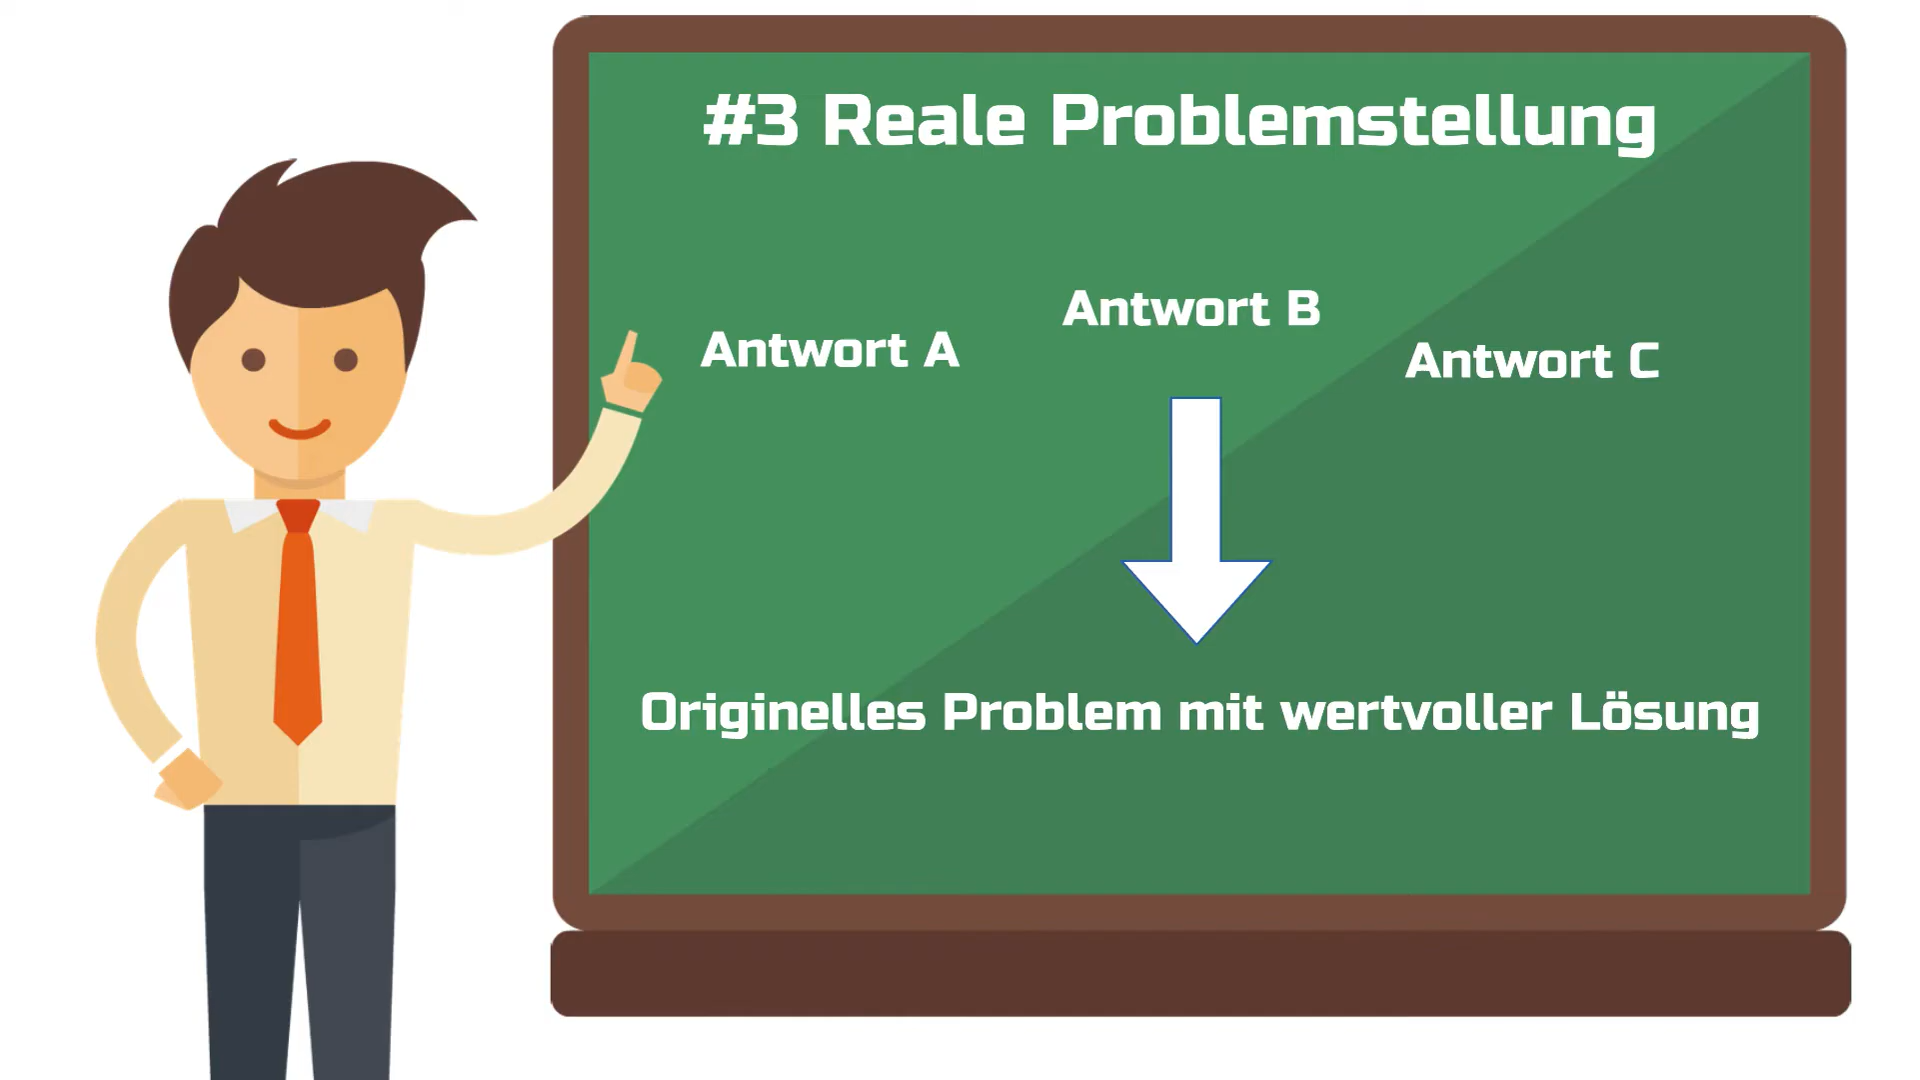 #3 Reale Problemstellung
Antwort A
Antwort B
Antwort C
Originelles Problem mit wertvoller Lösung